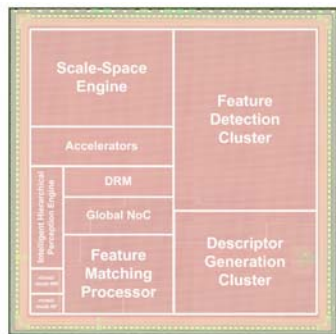 Scale-Space
Engine
Feature
Detection
Cluster
Accelerators
Intelligent Hierarchical
Perception Engine
DRM
Global NoC
Feature
Matching
Processor
Descriptor
Generation
Cluster